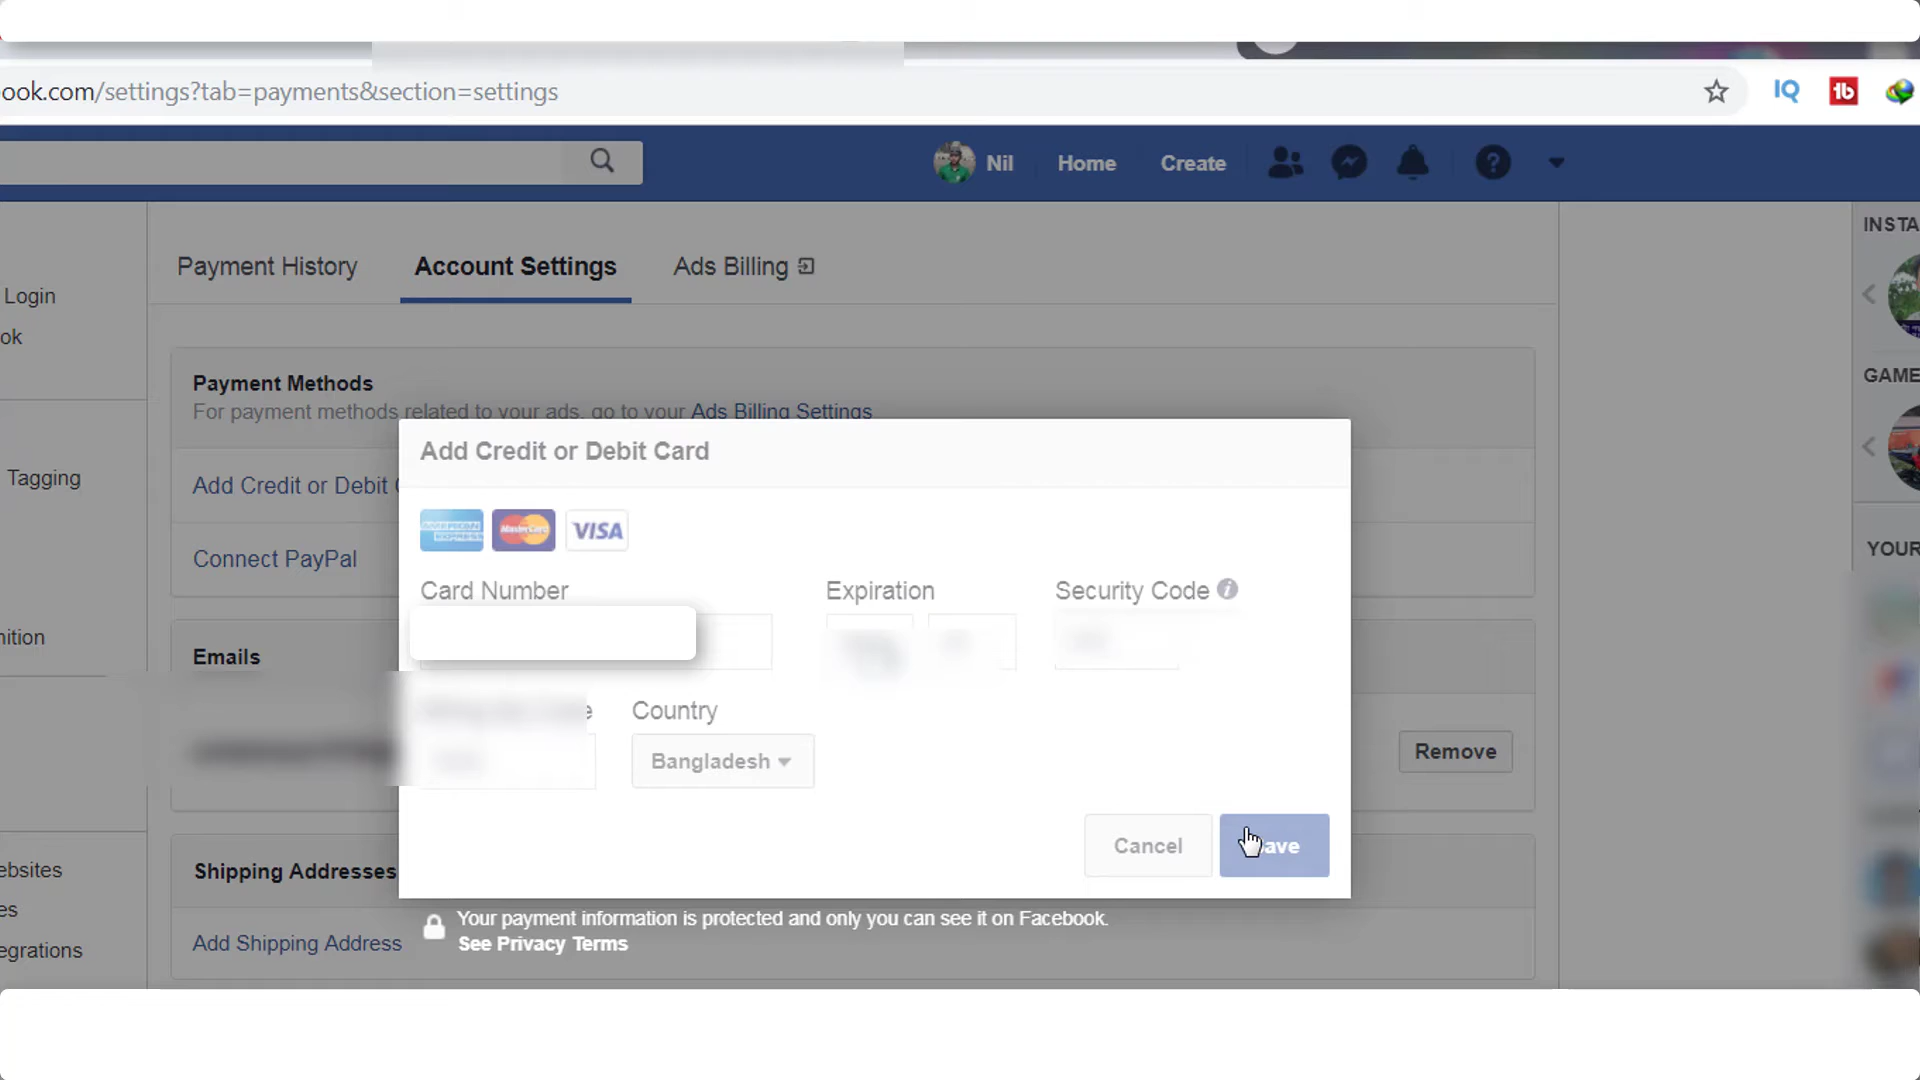 ook.com/settings?tab=payments&section=settings
IQ
Nil
Home
Create
?
Payment History
Account Settings
Ads Billing
Login
ok
Tagging
nition
ebsites
es
egrations
Payment Methods
For payment methods related to your ads, go to your Ads Billing Settings
Add Credit or Debit
Connect PayPal
Emails
Remove
Shipping Addresses
Add Shipping Address
Add Credit or Debit Card
AMERICAN EXPRESS
MasterCard
VISA
Card Number
Expiration
Security Code
Country
Bangladesh
Cancel
ave
Your payment information is protected and only you can see it on Facebook.
See Privacy Terms
INSTA
GAME
YOUR